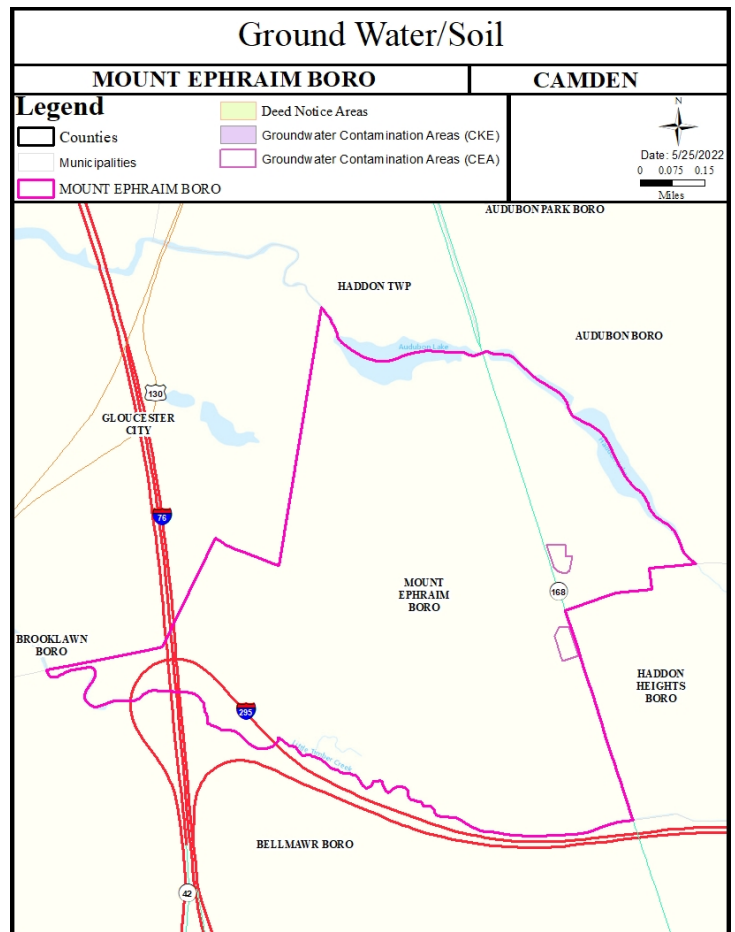 Ground Water/Soil
MOUNT EPHRAIM BORO
CAMDEN
Legend
Counties
Municipalities
MOUNT EPHRAIM BORO
Deed Notice Areas
Groundwater Contamination Areas (CKE)
Groundwater Contamination Areas (CEA)
N
Date: 5/25/2022
0 0.075 0.15
Miles
AUDUBON PARK BORO
HADDON TWP
AUDUBON BORO
Audubon Lake
130
GLOUCESTER
CITY
76
MOUNT
EPHRAIM
BORO
168
BROOKLAWN
BORO
HADDON
HEIGHTS
BORO
295
Little Timber Creek
BELLMAWR BORO
42